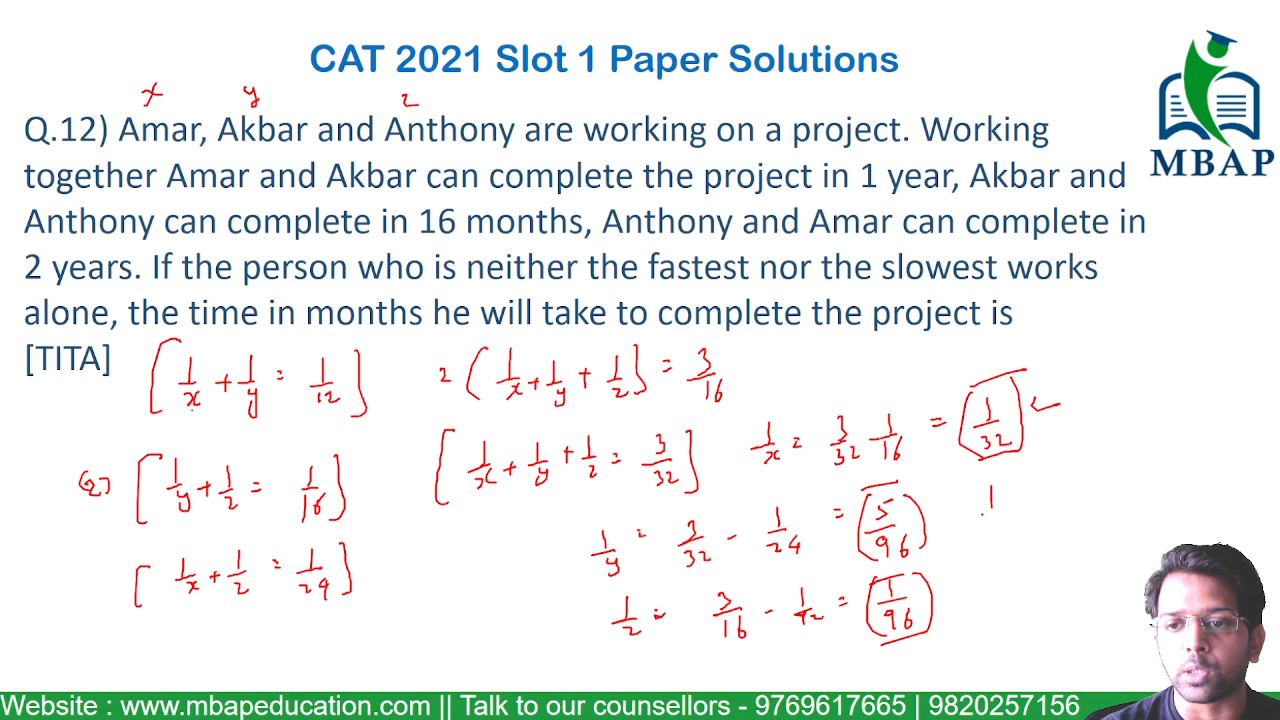 CAT 2021 Slot 1 Paper Solutions
x y z
Q.12) Amar, Akbar and Anthony are working on a project. Working
together Amar and Akbar can complete the project in 1 year, Akbar and
Anthony can complete in 16 months, Anthony and Amar can complete in
2 years. If the person who is neither the fastest nor the slowest works
alone, the time in months he will take to complete the project is
[TITA]
MBAP
[1/x + 1/y = 1/12]
2 (1/x + 1/y + 1/z] = 3/16
1/x = 3/32 - 1/16 = (1/32) ←
[1/x + 1/y + 1/z = 3/32]
(2) [1/y + 1/z = 1/16]
1/y = 3/32 - 1/24 = (5/96)
[1/x + 1/z = 1/24]
1/z = 3/16 - 1/12 = (1/96)
Website : www.mbapeducation.com || Talk to our counsellors - 9769617665 | 9820257156